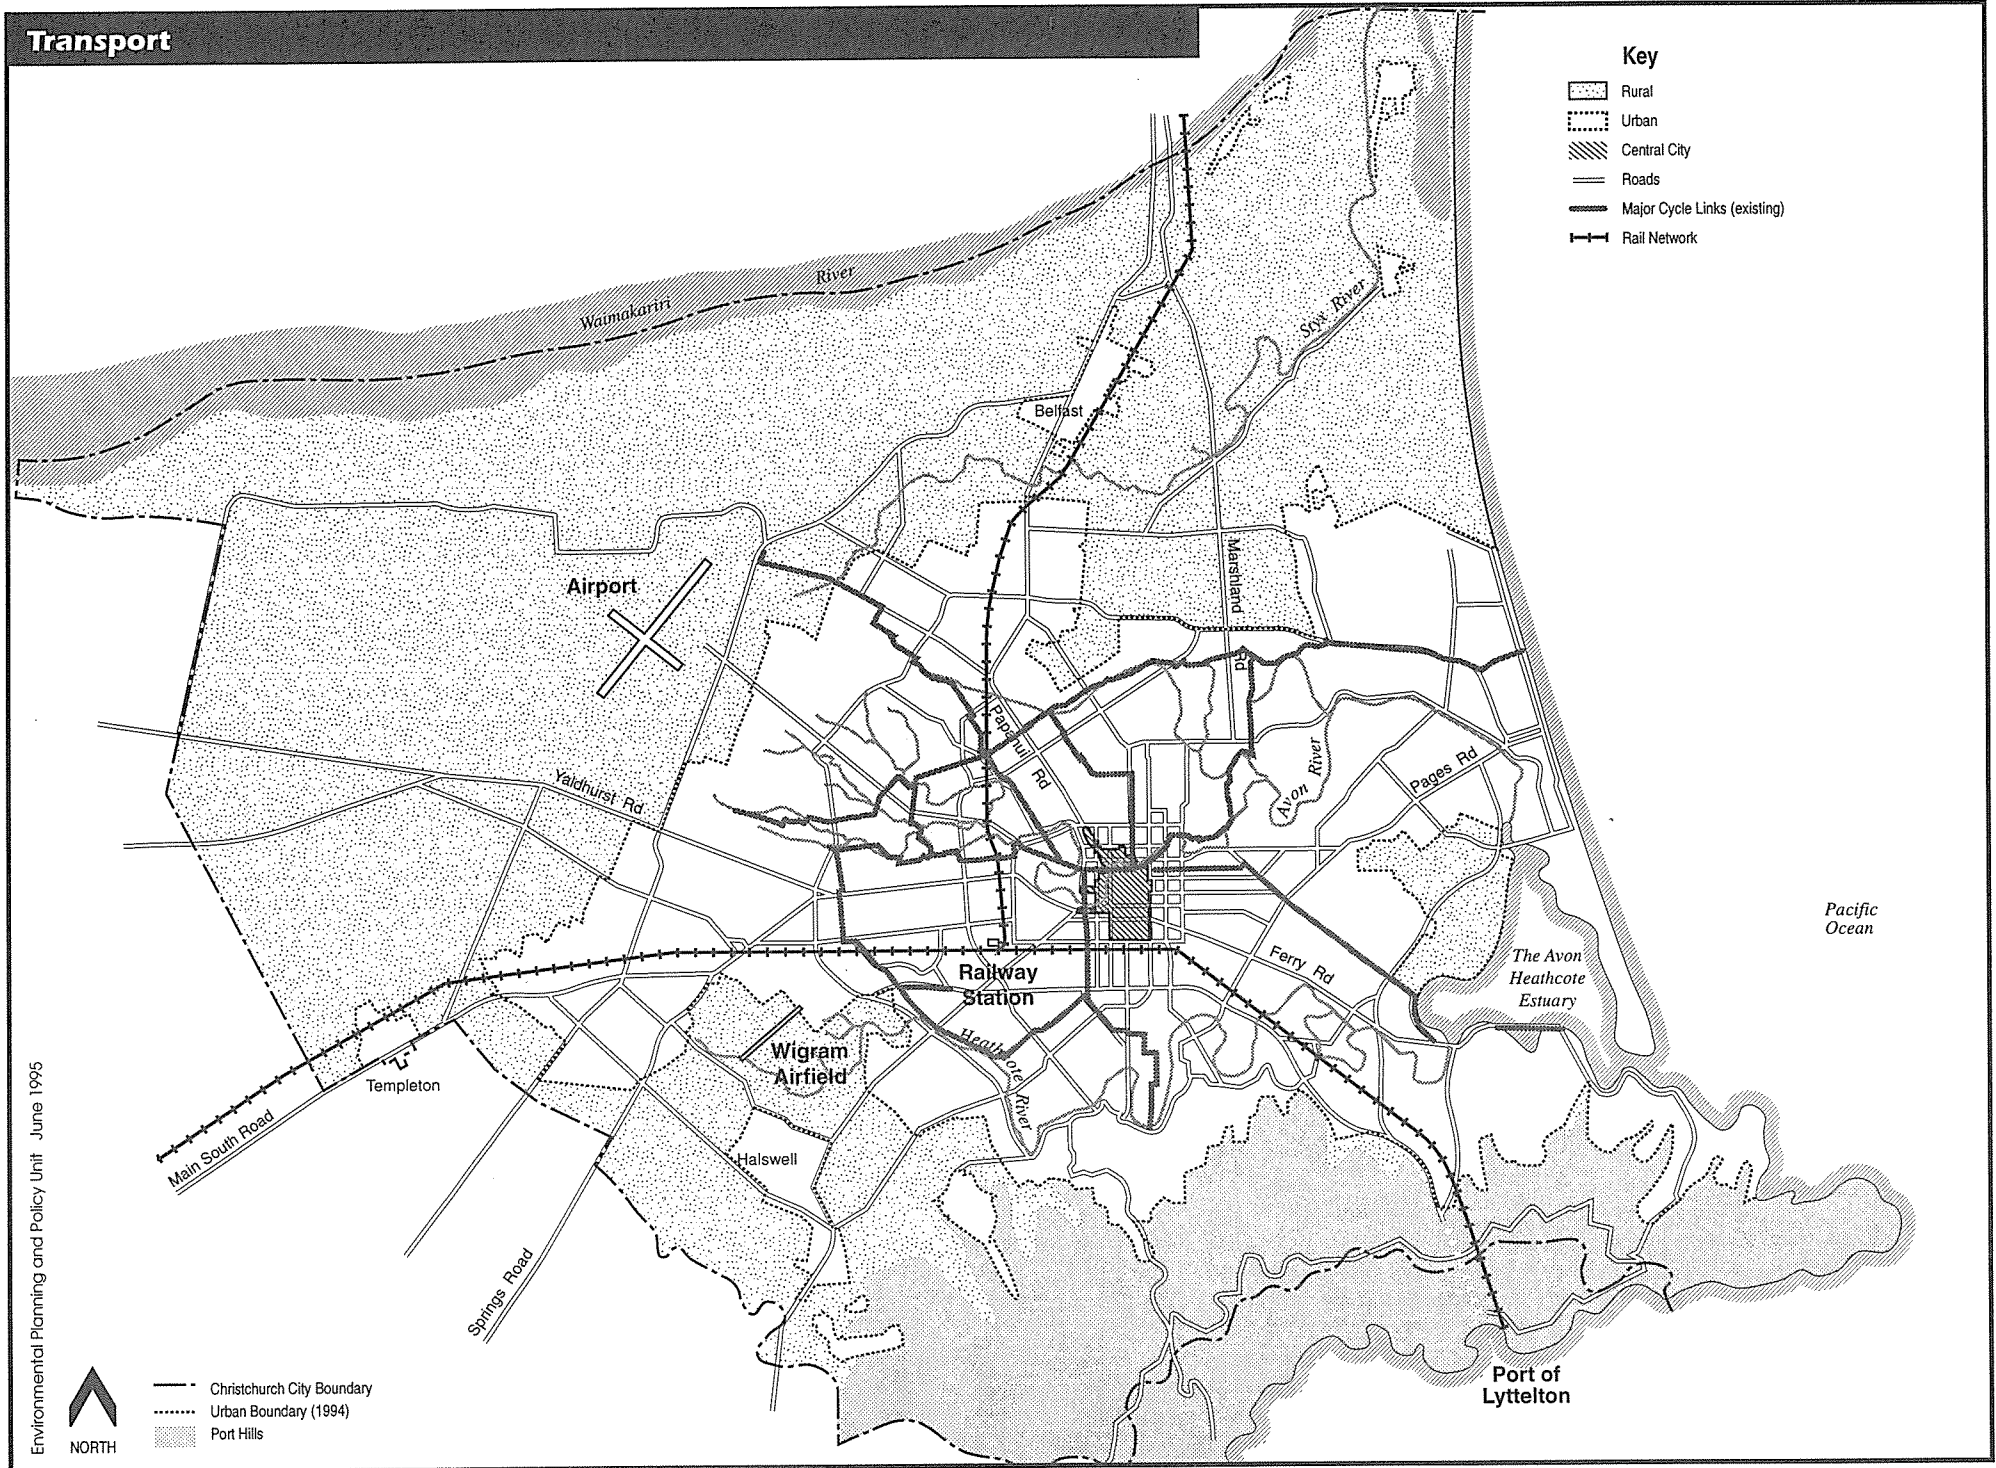 Transport
Key
Rural
Urban
Central City
Roads
Major Cycle Links (existing)
Rail Network
Waimakariri River
Styx River
Belfast
Marshland Rd
Airport
Papanui Rd
Yaldhurst Rd
Avon River
Pages Rd
Pacific
Ocean
The Avon
Heathcote
Estuary
Ferry Rd
Railway
Station
Heathcote River
Wigram
Airfield
Templeton
Main South Road
Halswell
Springs Road
Port of
Lyttelton
Environmental Planning and Policy Unit June 1995
NORTH
Christchurch City Boundary
Urban Boundary (1994)
Port Hills